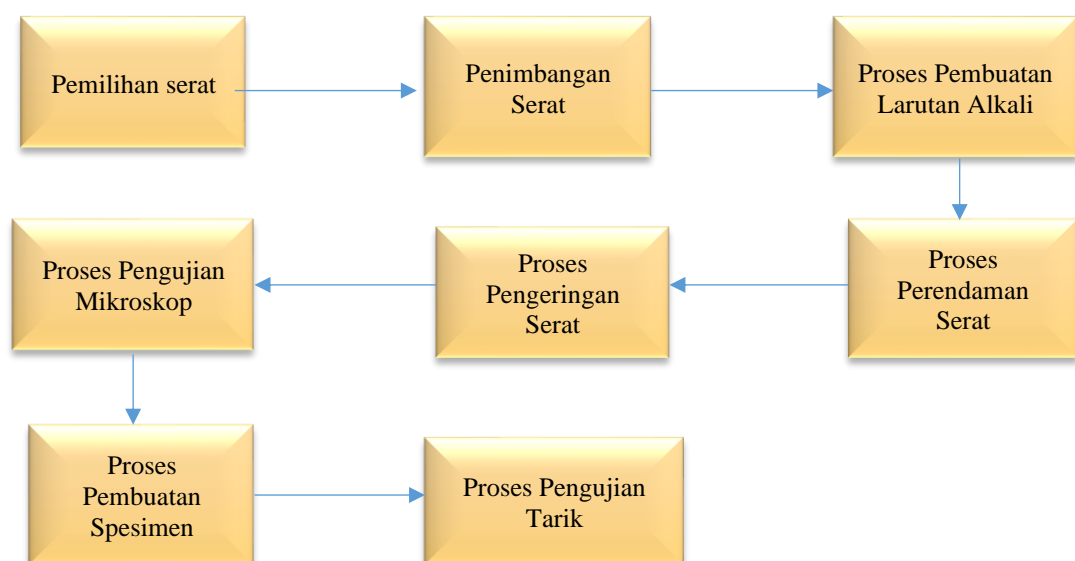 Pemilihan serat
Penimbangan
Serat
Proses Pembuatan
Larutan Alkali
Proses
Perendaman
Serat
Proses
Pengeringan
Serat
Proses Pengujian
Mikroskop
Proses
Pembuatan
Spesimen
Proses Pengujian
Tarik